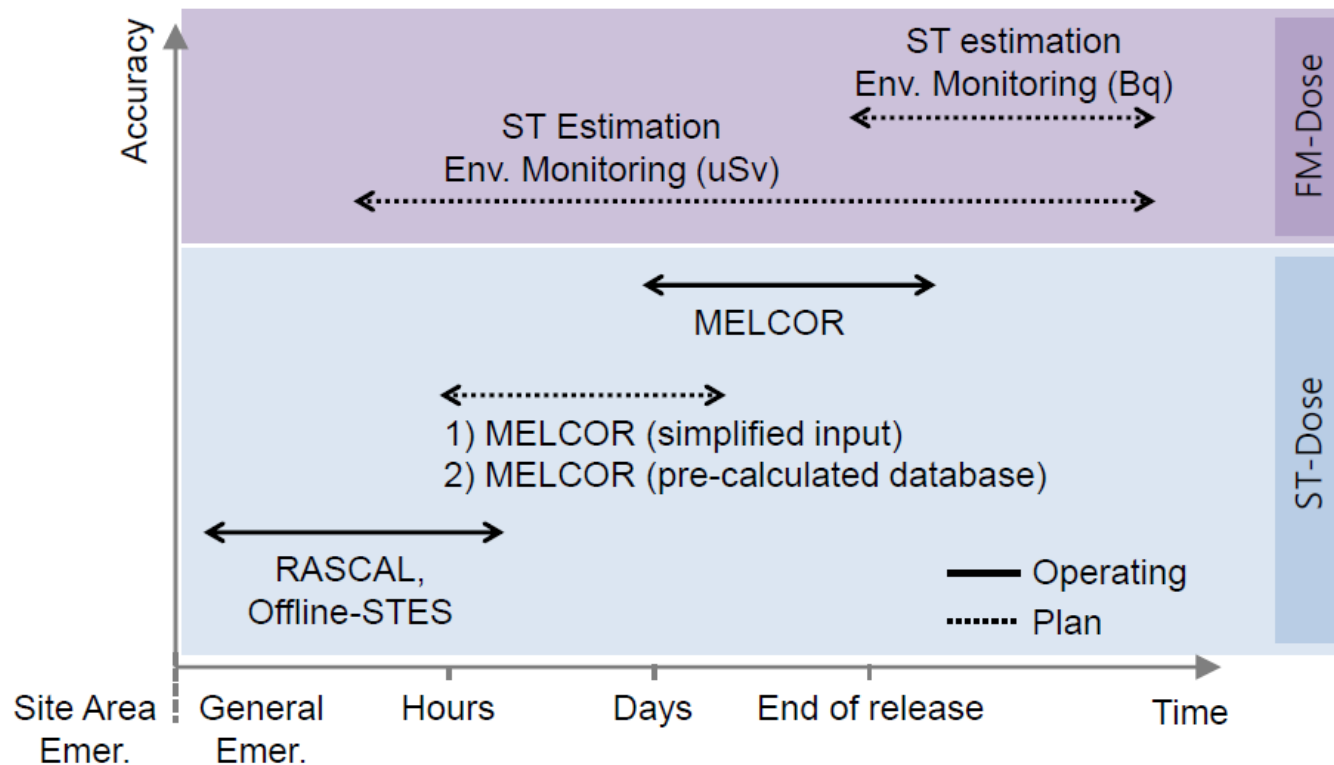 Accuracy
ST estimation
Env. Monitoring (Bq)
ST Estimation
Env. Monitoring (uSv)
FM-Dose
MELCOR
1) MELCOR (simplified input)
2) MELCOR (pre-calculated database)
ST-Dose
RASCAL,
Offline-STES
Operating
Plan
Site Area
Emer.
General
Emer.
Hours
Days
End of release
Time